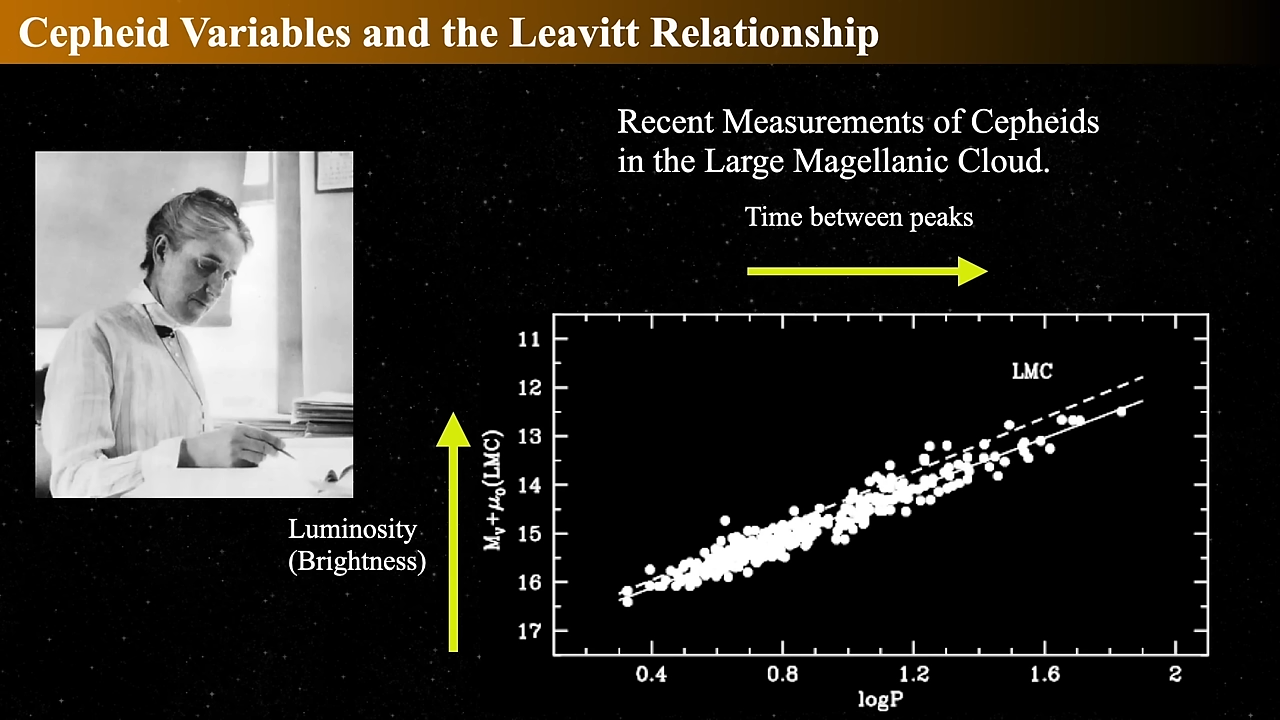 Cepheid Variables and the Leavitt Relationship
Recent Measurements of Cepheids
in the Large Magellanic Cloud.
Time between peaks
Luminosity
(Brightness)
M_V+μ_0(LMC)
11
12
13
14
15
16
17
LMC
0.4 0.8 1.2 1.6 2
logP